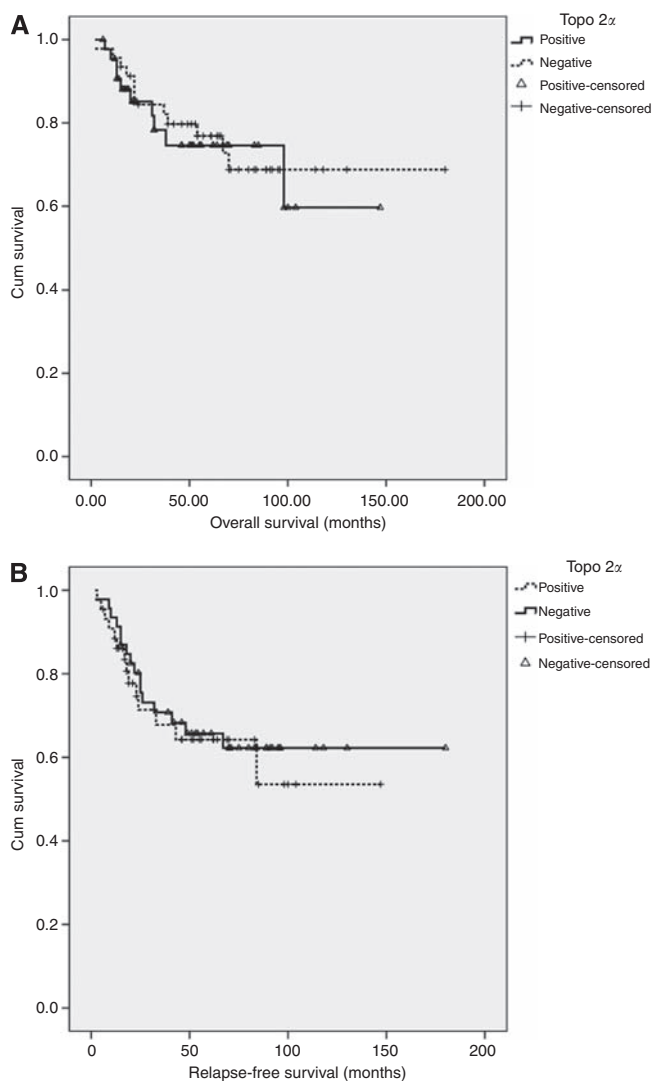 A
Topo 2α
Positive
Negative
Positive-censored
Negative-censored
Cum survival
1.0
0.8
0.6
0.4
0.2
0.0
0.00 50.00 100.00 150.00 200.00
Overall survival (months)
B
Topo 2α
Positive
Negative
Positive-censored
Negative-censored
Cum survival
1.0
0.8
0.6
0.4
0.2
0.0
0 50 100 150 200
Relapse-free survival (months)